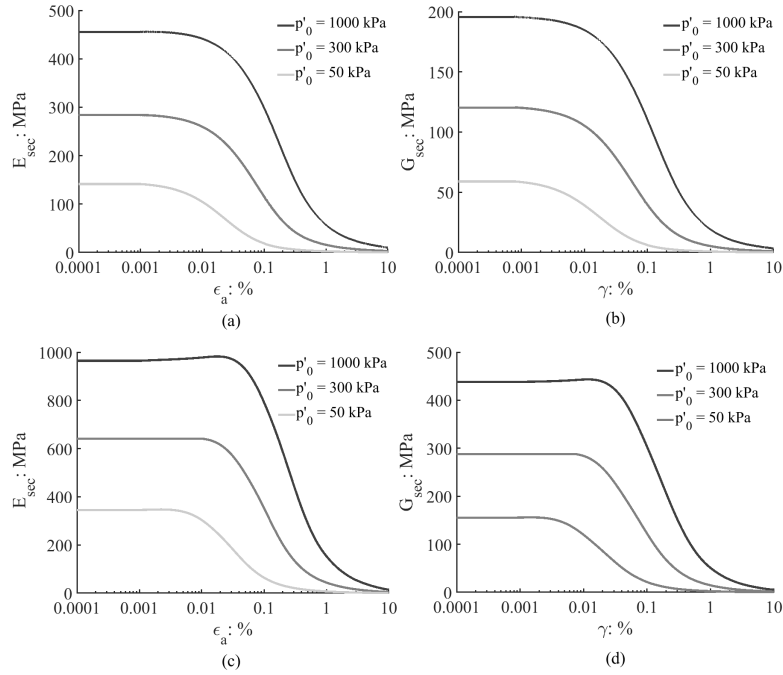 500
400
300
200
100
0
E_sec: MPa
p'_0 = 1000 kPa
p'_0 = 300 kPa
p'_0 = 50 kPa
0.0001 0.001 0.01 0.1 1 10
ϵ_a: %
(a)
200
150
100
50
0
G_sec: MPa
p'_0 = 1000 kPa
p'_0 = 300 kPa
p'_0 = 50 kPa
0.0001 0.001 0.01 0.1 1 10
γ: %
(b)
1000
800
600
400
200
0
E_sec: MPa
p'_0 = 1000 kPa
p'_0 = 300 kPa
p'_0 = 50 kPa
0.0001 0.001 0.01 0.1 1 10
ϵ_a: %
(c)
500
400
300
200
100
0
G_sec: MPa
p'_0 = 1000 kPa
p'_0 = 300 kPa
p'_0 = 50 kPa
0.0001 0.001 0.01 0.1 1 10
γ: %
(d)